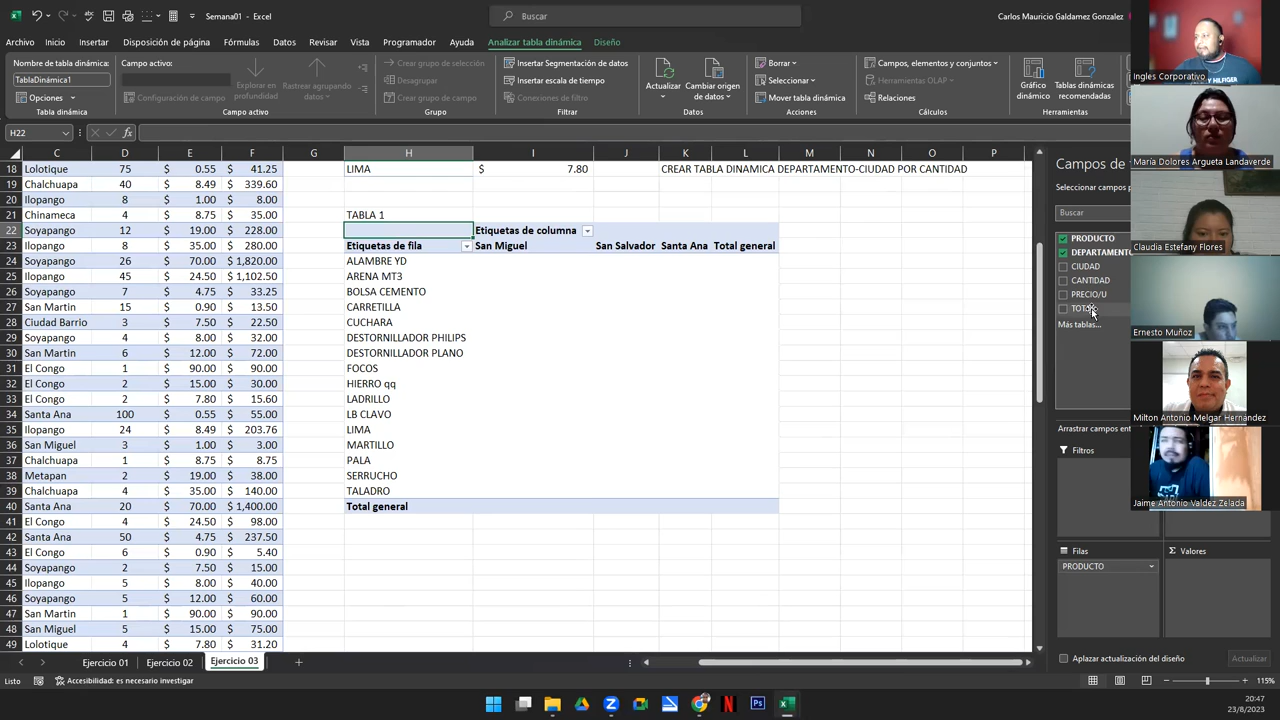 Semana01 - Excel
Buscar
Carlos Mauricio Galdamez Gonzalez
Archivo Inicio Insertar Disposición de página Fórmulas Datos Revisar Vista Programador Ayuda Analizar tabla dinámica Diseño
Nombre de tabla dinámica:
TablaDinámica1
Opciones
Tabla dinámica
Campo activo:
Configuración de campo
Explorar en profundidad
Rastrear agrupando datos
Campo activo
Crear grupo de selección
Desagrupar
Crear grupo de campo
Grupo
Insertar Segmentación de datos
Insertar escala de tiempo
Conexiones de filtro
Filtrar
Actualizar
Cambiar origen de datos
Datos
Borrar
Seleccionar
Mover tabla dinámica
Acciones
Campos, elementos y conjuntos
Herramientas OLAP
Relaciones
Cálculos
Gráfico dinámico
Tablas dinámicas recomendadas
Herramientas
H22
C D E F G H I J K L M N O P
18 Lolotique 75 $ 0.55 $ 41.25 LIMA $ 7.80 CREAR TABLA DINAMICA DEPARTAMENTO-CIUDAD POR CANTIDAD
19 Chalchuapa 40 $ 8.49 $ 339.60
20 Ilopango 8 $ 1.00 $ 8.00
21 Chinameca 4 $ 8.75 $ 35.00 TABLA 1
22 Soyapango 12 $ 19.00 $ 228.00 Etiquetas de columna
23 Ilopango 8 $ 35.00 $ 280.00 Etiquetas de fila San Miguel San Salvador Santa Ana Total general
24 Soyapango 26 $ 70.00 $ 1,820.00 ALAMBRE YD
25 Ilopango 45 $ 24.50 $ 1,102.50 ARENA MT3
26 Soyapango 7 $ 4.75 $ 33.25 BOLSA CEMENTO
27 San Martin 15 $ 0.90 $ 13.50 CARRETILLA
28 Ciudad Barrio 3 $ 7.50 $ 22.50 CUCHARA
29 Soyapango 4 $ 8.00 $ 32.00 DESTORNILLADOR PHILIPS
30 San Martin 6 $ 12.00 $ 72.00 DESTORNILLADOR PLANO
31 El Congo 1 $ 90.00 $ 90.00 FOCOS
32 El Congo 2 $ 15.00 $ 30.00 HIERRO qq
33 El Congo 2 $ 7.80 $ 15.60 LADRILLO
34 Santa Ana 100 $ 0.55 $ 55.00 LB CLAVO
35 Ilopango 24 $ 8.49 $ 203.76 LIMA
36 San Miguel 3 $ 1.00 $ 3.00 MARTILLO
37 Chalchuapa 1 $ 8.75 $ 8.75 PALA
38 Metapan 2 $ 19.00 $ 38.00 SERRUCHO
39 Chalchuapa 4 $ 35.00 $ 140.00 TALADRO
40 Santa Ana 20 $ 70.00 $ 1,400.00 Total general
41 El Congo 4 $ 24.50 $ 98.00
42 Santa Ana 50 $ 4.75 $ 237.50
43 El Congo 6 $ 0.90 $ 5.40
44 Soyapango 2 $ 7.50 $ 15.00
45 Ilopango 5 $ 8.00 $ 40.00
46 Soyapango 5 $ 12.00 $ 60.00
47 San Martin 1 $ 90.00 $ 90.00
48 San Miguel 5 $ 15.00 $ 75.00
49 Lolotique 4 $ 7.80 $ 31.20
Campos de
Seleccionar campos p
Buscar
PRODUCTO
DEPARTAMENTO
CIUDAD
CANTIDAD
PRECIO/U
Más tablas...
Arrastrar campos ent
Filtros
Filas
Valores
PRODUCTO
Aplazar actualización del diseño
Actualizar
Ingles Corporativo
HILFIGER
María Dolores Argueta Landaverde
Claudia Estefany Flores
Ernesto Muñoz
Milton Antonio Melgar Hernández
Jaime Antonio Valdez Zelada
Ejercicio 01 Ejercicio 02 Ejercicio 03
Listo
Accesibilidad: es necesario investigar
115%
20:47
23/8/2023